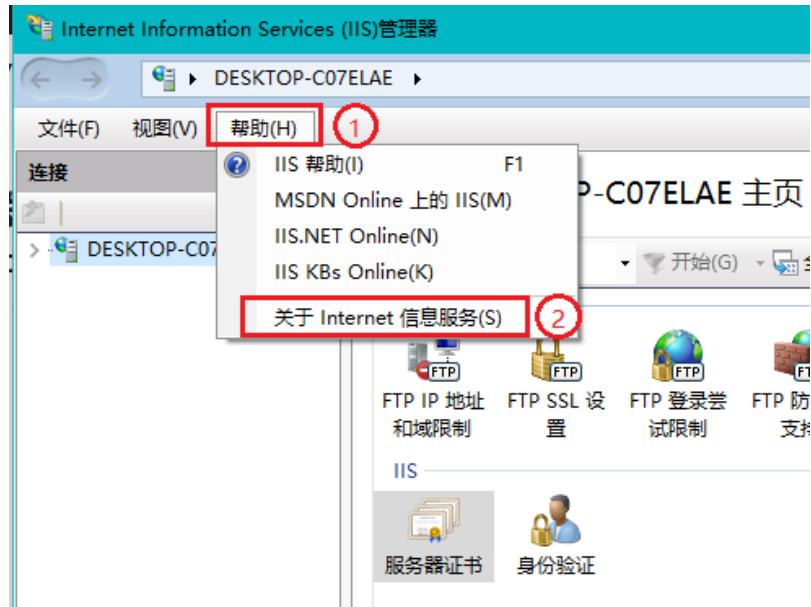 Internet Information Services (IIS)管理器
DESKTOP-C07ELAE
文件(F) 视图(V) 帮助(H) 1
连接
IIS 帮助(I) F1
MSDN Online 上的 IIS(M)
IIS.NET Online(N)
IIS KBs Online(K)
关于 Internet 信息服务(S) 2
DESKTOP-C07
P-C07ELAE 主页
开始(G)
FTP IP 地址和域限制
FTP SSL 设置
FTP 登录尝试限制
FTP 防
支持
IIS
服务器证书
身份验证